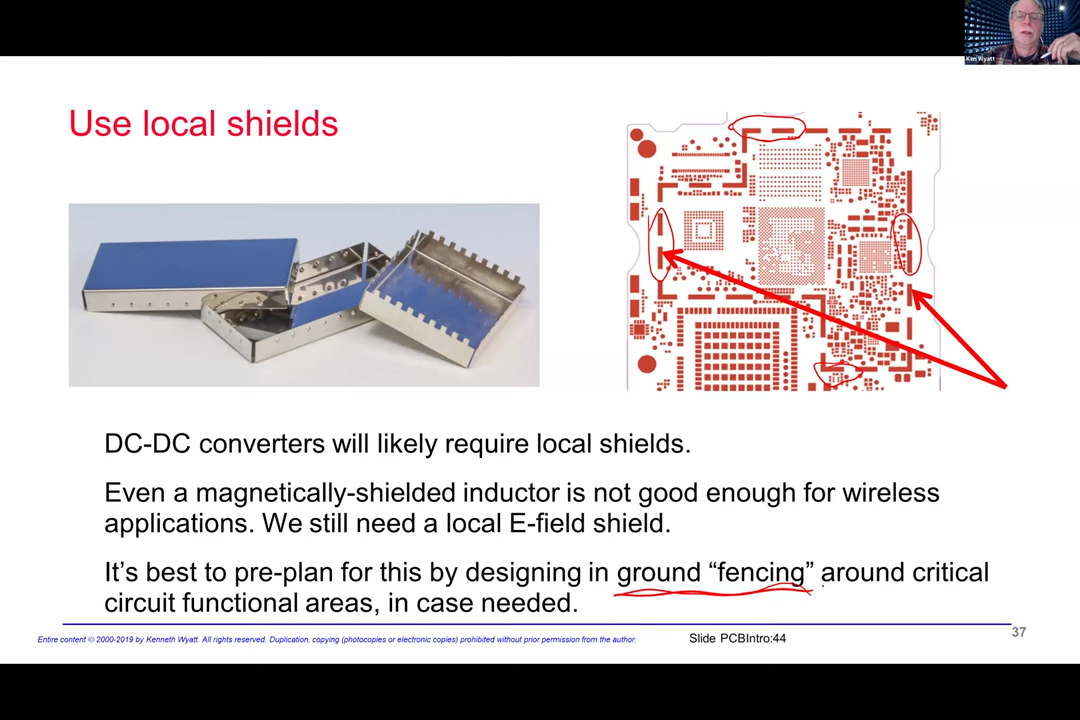 Ken Wyatt
Use local shields
DC-DC converters will likely require local shields.
Even a magnetically-shielded inductor is not good enough for wireless
applications. We still need a local E-field shield.
It’s best to pre-plan for this by designing in ground “fencing” around critical
circuit functional areas, in case needed.
Entire content © 2000-2019 by Kenneth Wyatt. All rights reserved. Duplication, copying (photocopies or electronic copies) prohibited without prior permission from the author.
Slide PCBIntro:44
37